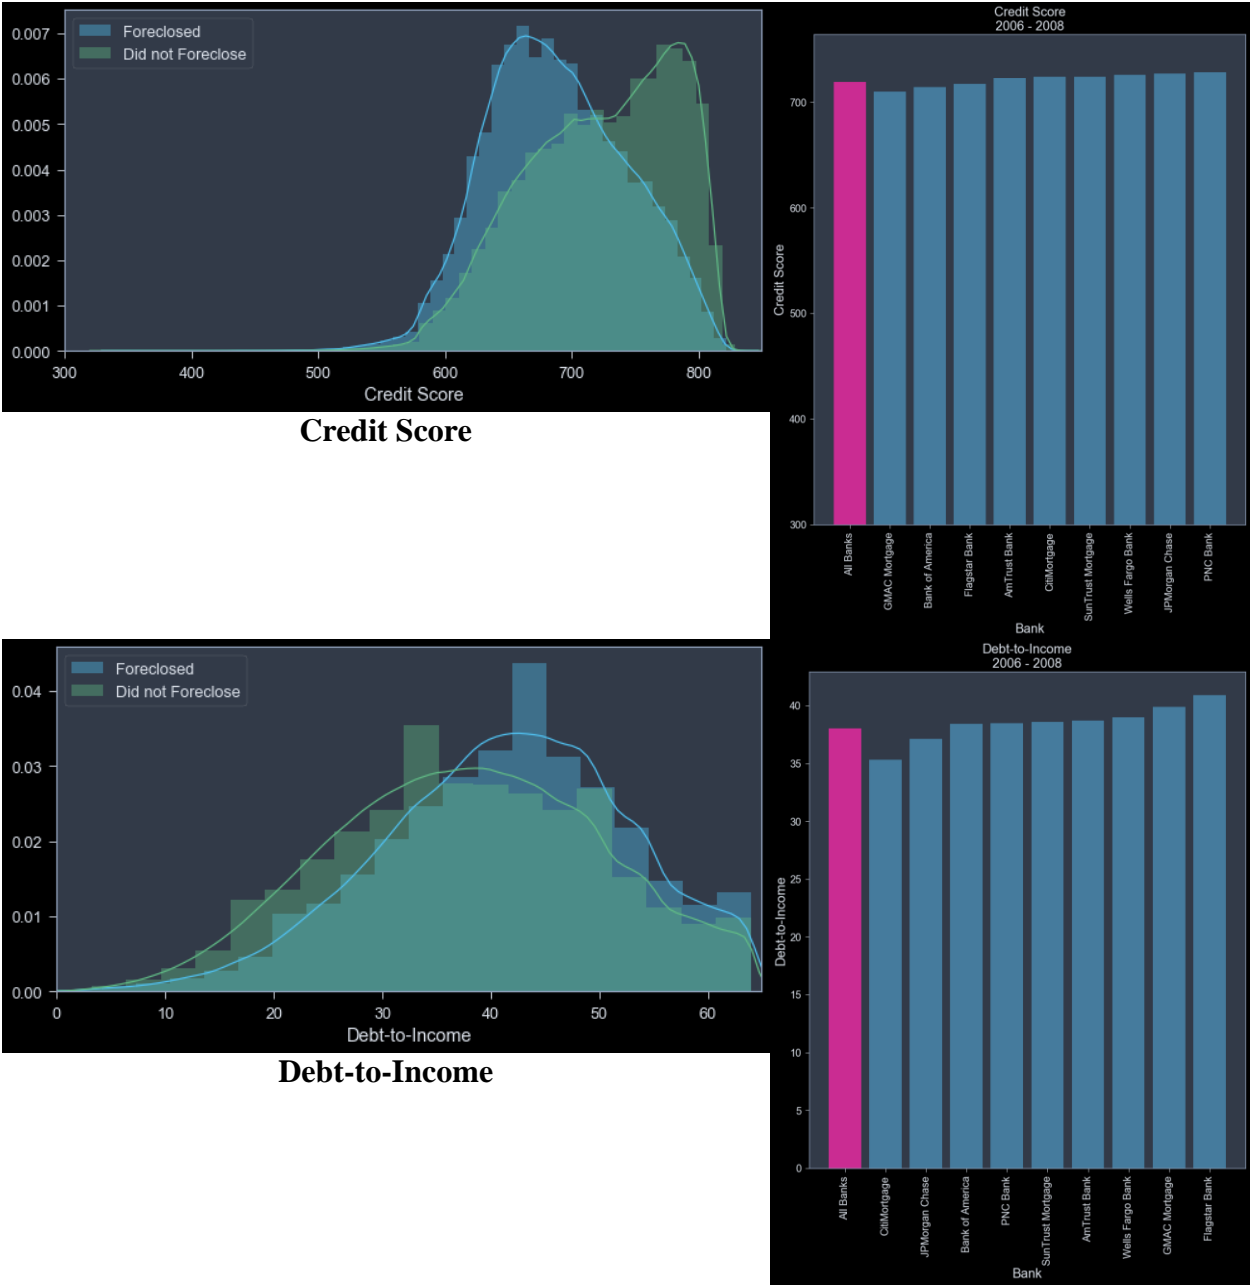 Foreclosed
Did not Foreclose
0.007
0.006
0.005
0.004
0.003
0.002
0.001
0.000
300 400 500 600 700 800
Credit Score
Credit Score
Credit Score
2006 - 2008
Credit Score
700
600
500
400
300
All Banks
GMAC Mortgage
Bank of America
Flagstar Bank
AmTrust Bank
CitiMortgage
SunTrust Mortgage
Wells Fargo Bank
JPMorgan Chase
PNC Bank
Bank
Foreclosed
Did not Foreclose
0.04
0.03
0.02
0.01
0.00
0 10 20 30 40 50 60
Debt-to-Income
Debt-to-Income
Debt-to-Income
2006 - 2008
Debt-to-Income
40
35
30
25
20
15
10
5
0
All Banks
CitiMortgage
JPMorgan Chase
Bank of America
PNC Bank
SunTrust Mortgage
AmTrust Bank
Wells Fargo Bank
GMAC Mortgage
Flagstar Bank
Bank